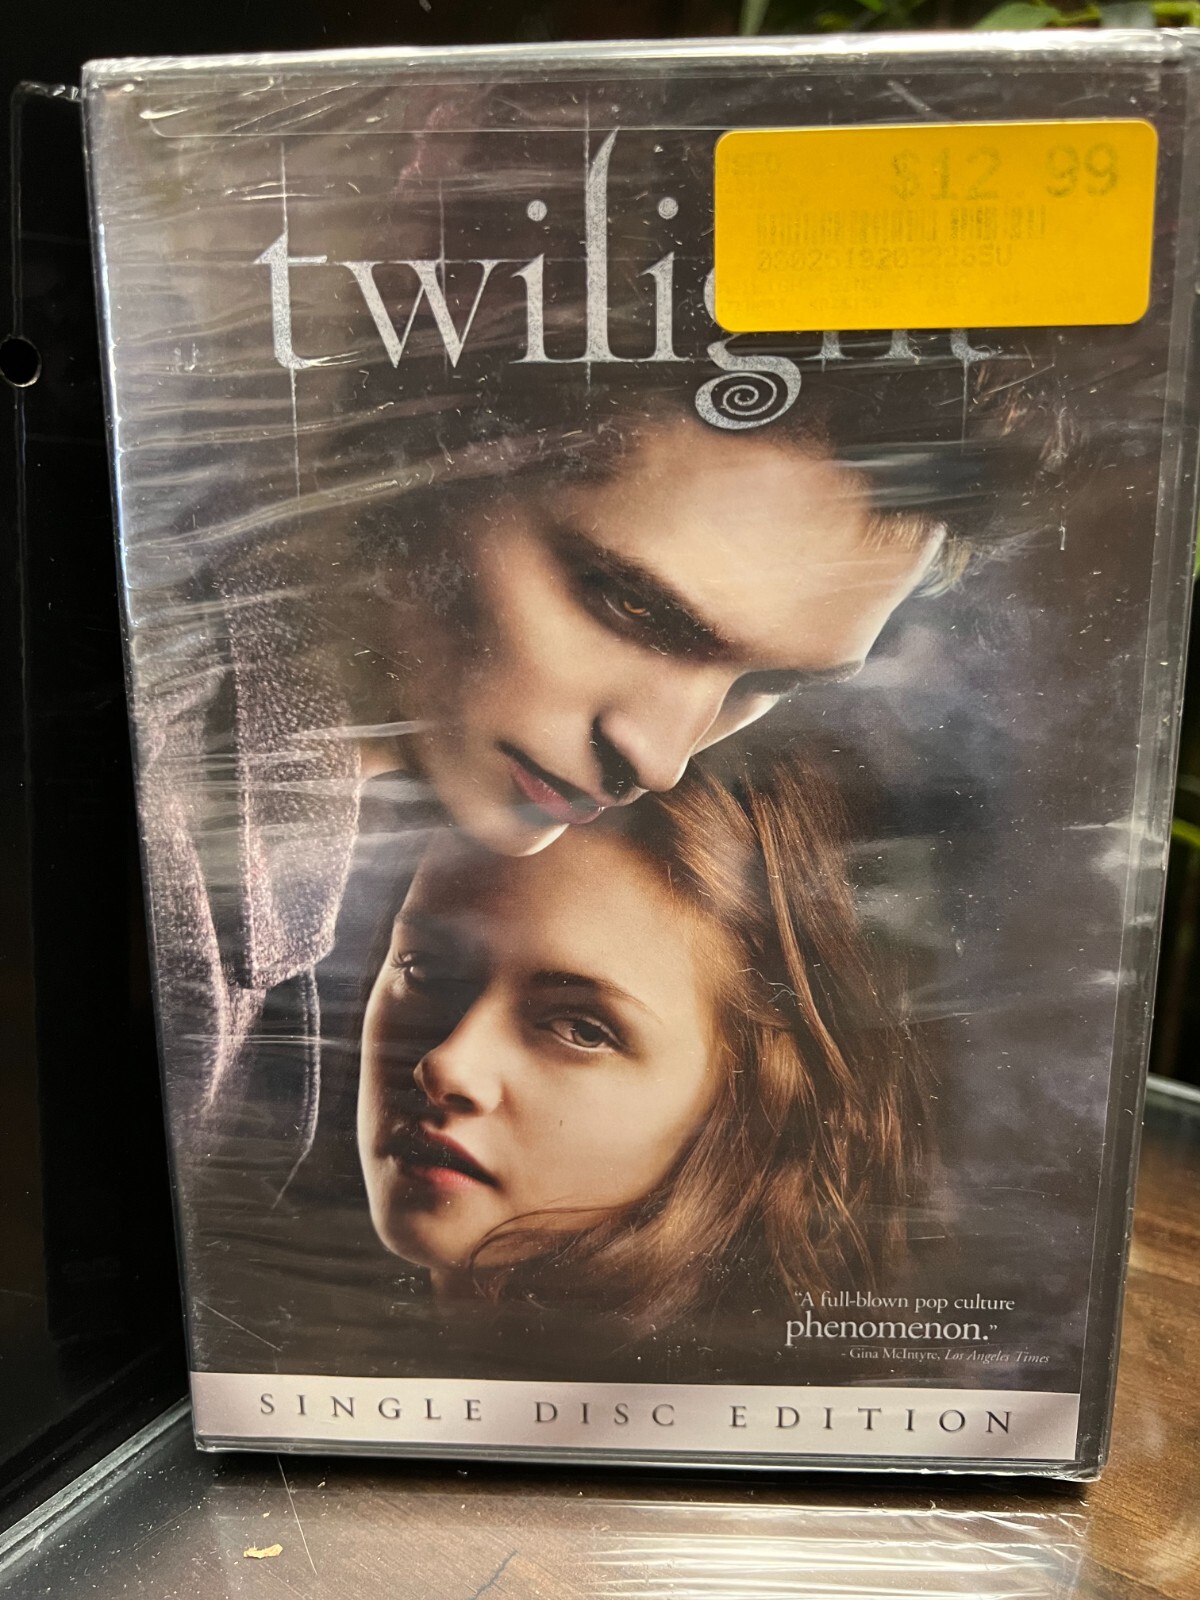 twilight
$12.99
SINGLE DISC EDITION
"A full-blown pop culture
phenomenon."
- Gina McIntyre, Los Angeles Times